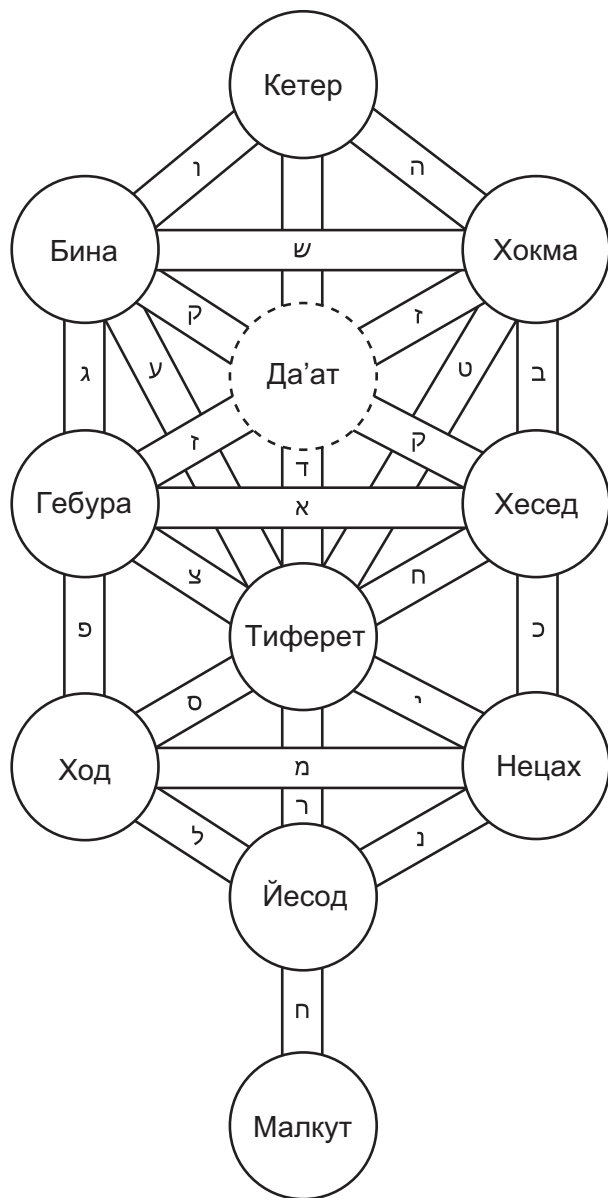 Кетер
ו
ה
Бина
ש
Хокма
ק
ז
ג
ע
Да’ат
ט
ב
ז
ק
ד
Гебура
א
Хесед
צ
ח
פ
Тиферет
כ
ס
י
Ход
מ
Нецах
ל
ר
נ
Йесод
ח
Малкут